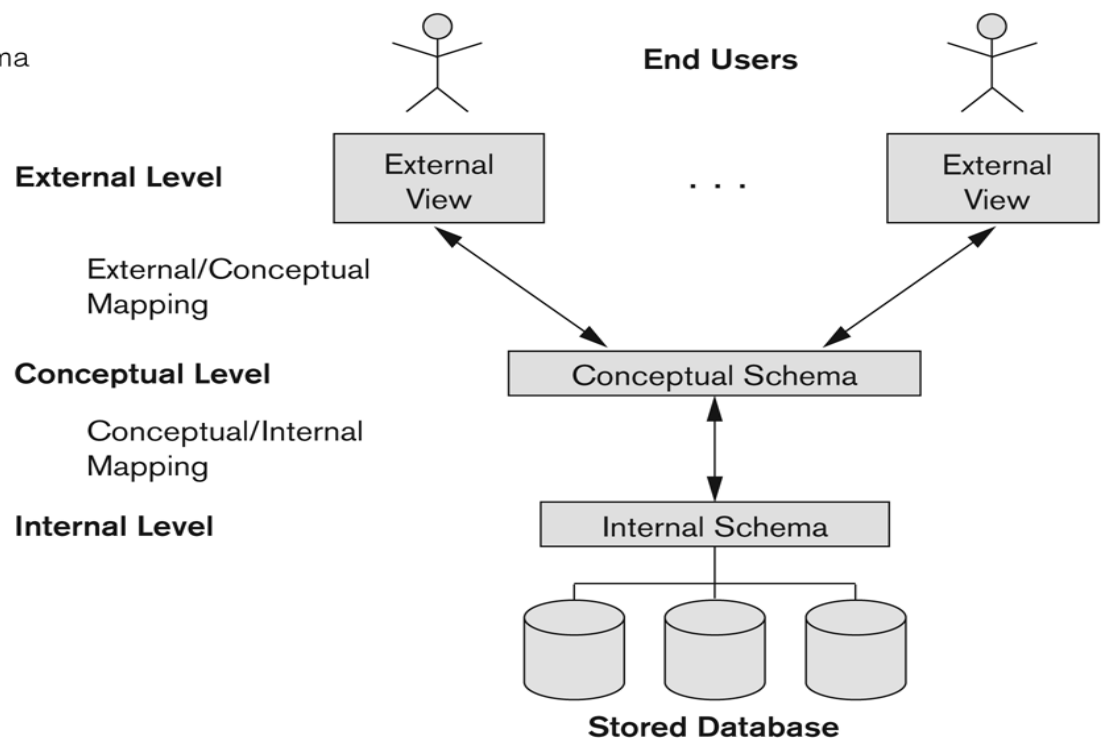 ma
End Users
External Level
External
View
. . .
External
View
External/Conceptual
Mapping
Conceptual Level
Conceptual Schema
Conceptual/Internal
Mapping
Internal Level
Internal Schema
Stored Database